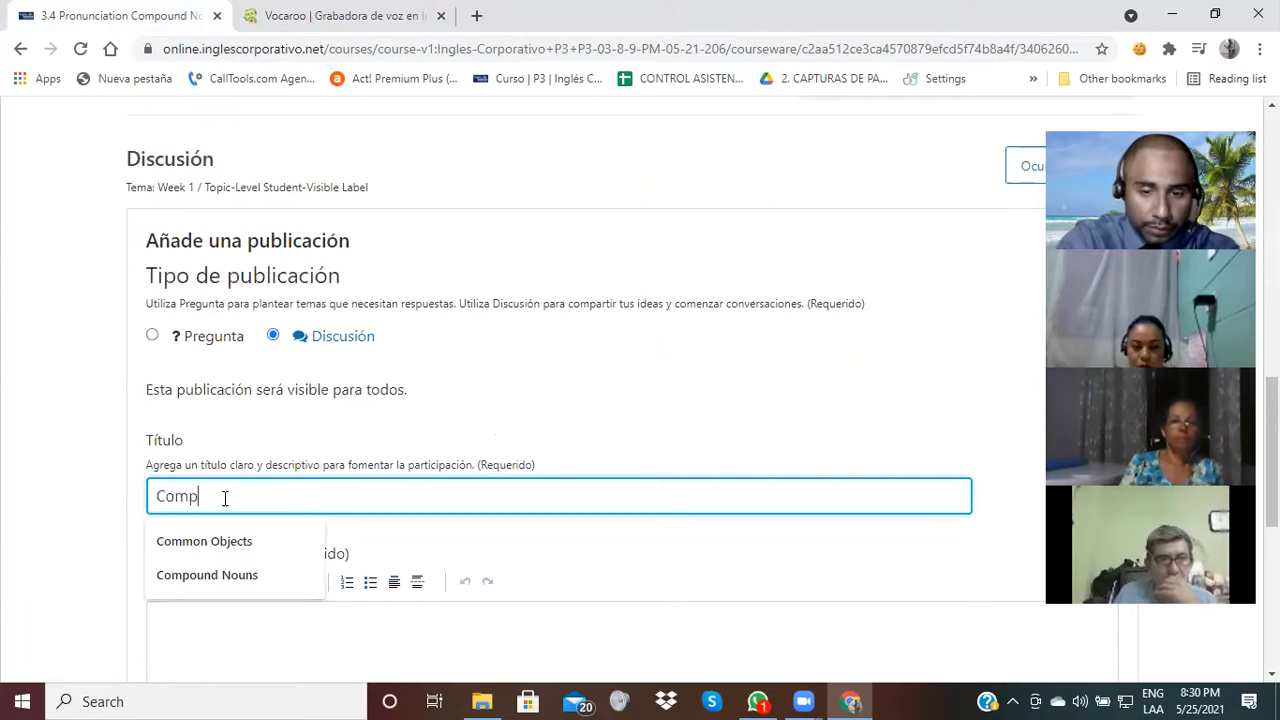 3.4 Pronunciation Compound No
Vocaroo | Grabadora de voz en lí
online.inglescorporativo.net/courses/course-v1:Ingles-Corporativo+P3+P3-03-8-9-PM-05-21-206/courseware/c2aa512ce3ca4570879efcd5f74b8a4f/3406260...
Apps
Nueva pestaña
CallTools.com Agen...
Act! Premium Plus (...
Curso | P3 | Inglés C...
CONTROL ASISTEN...
2. CAPTURAS DE PA...
Settings
»
Other bookmarks
Reading list
Discusión
Ocu
Tema: Week 1 / Topic-Level Student-Visible Label
Añade una publicación
Tipo de publicación
Utiliza Pregunta para plantear temas que necesitan respuestas. Utiliza Discusión para compartir tus ideas y comenzar conversaciones. (Requerido)
? Pregunta
Discusión
Esta publicación será visible para todos.
Título
Agrega un título claro y descriptivo para fomentar la participación. (Requerido)
Comp
Common Objects
ido)
Compound Nouns
Search
20
1
ENG
LAA
8:30 PM
5/25/2021